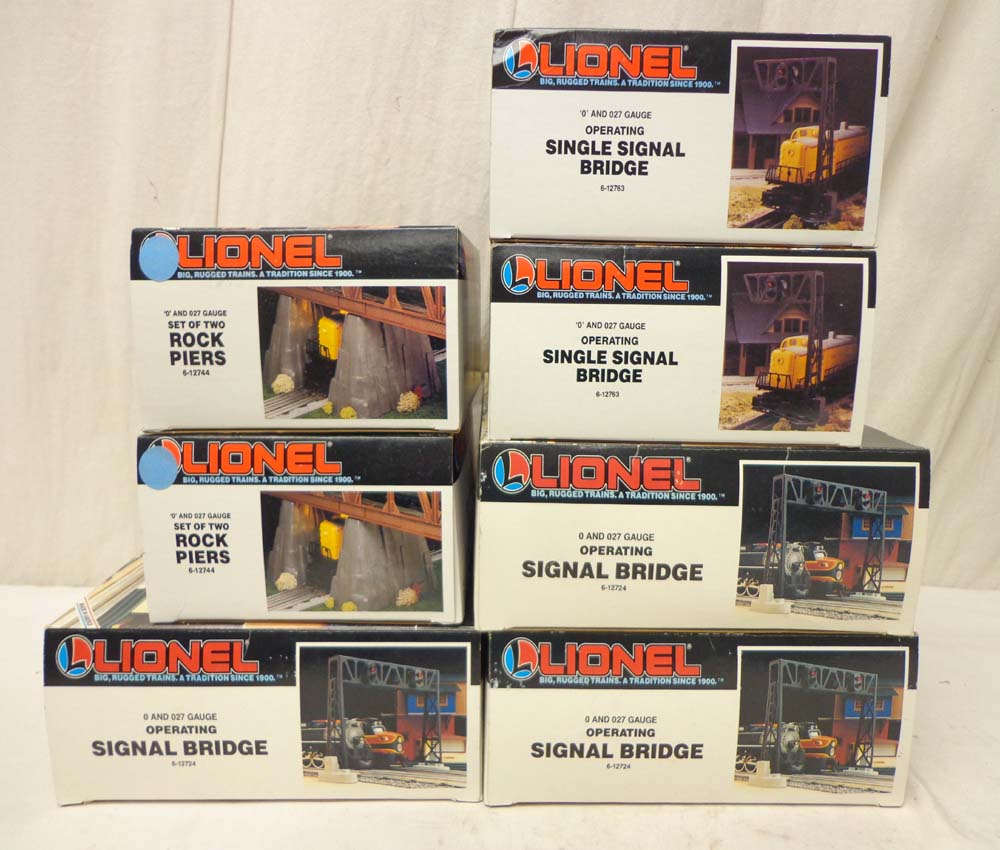 LIONEL®
BIG, RUGGED TRAINS. A TRADITION SINCE 1900.™
'0' AND 027 GAUGE
OPERATING
SINGLE SIGNAL
BRIDGE
6-12763
LIONEL®
BIG, RUGGED TRAINS. A TRADITION SINCE 1900.™
'0' AND 027 GAUGE
OPERATING
SINGLE SIGNAL
BRIDGE
6-12763
LIONEL®
BIG, RUGGED TRAINS. A TRADITION SINCE 1900.™
'0' AND 027 GAUGE
SET OF TWO
ROCK
PIERS
6-12744
LIONEL®
BIG, RUGGED TRAINS. A TRADITION SINCE 1900.™
'0' AND 027 GAUGE
SET OF TWO
ROCK
PIERS
6-12744
LIONEL®
BIG, RUGGED TRAINS. A TRADITION SINCE 1900.™
0 AND 027 GAUGE
OPERATING
SIGNAL BRIDGE
6-12724
LIONEL®
BIG, RUGGED TRAINS. A TRADITION SINCE 1900.™
0 AND 027 GAUGE
OPERATING
SIGNAL BRIDGE
6-12724
LIONEL®
BIG, RUGGED TRAINS. A TRADITION SINCE 1900.™
0 AND 027 GAUGE
OPERATING
SIGNAL BRIDGE
6-12724